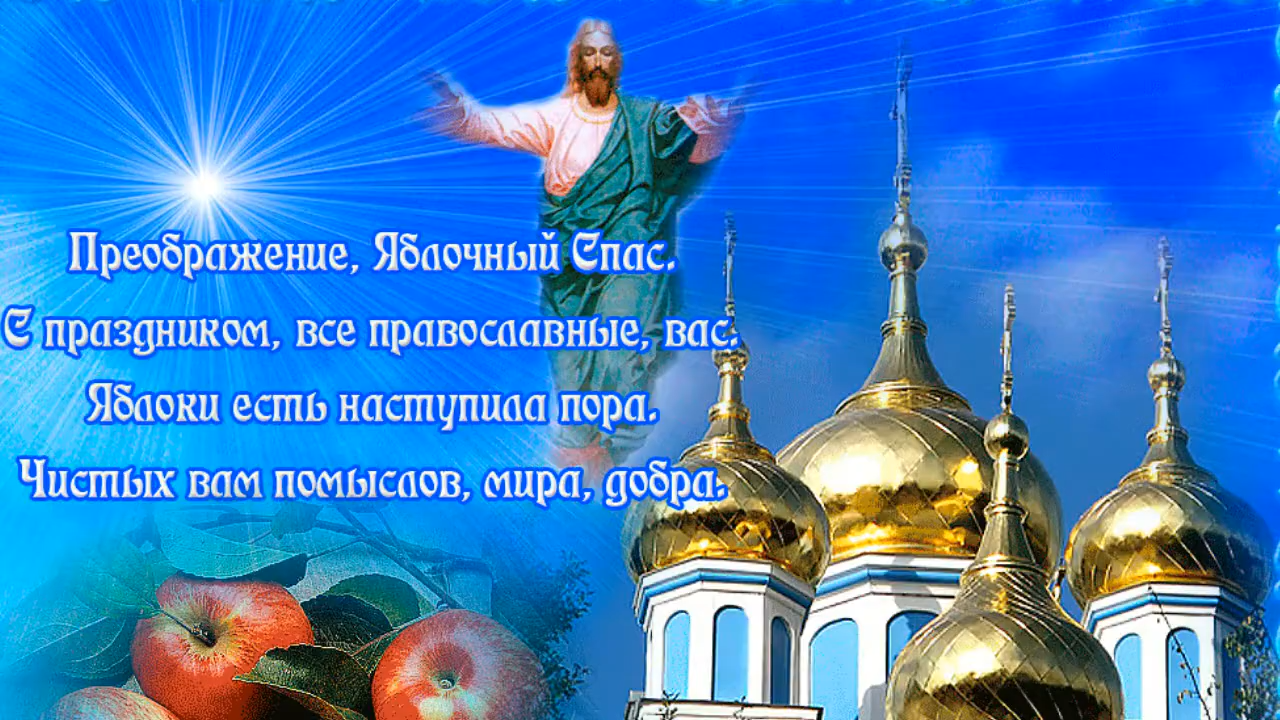 Преображение, Яблочный Спас.
С праздником, все православные, вас.
Яблоки есть наступила пора.
Чистых вам помыслов, мира, добра.